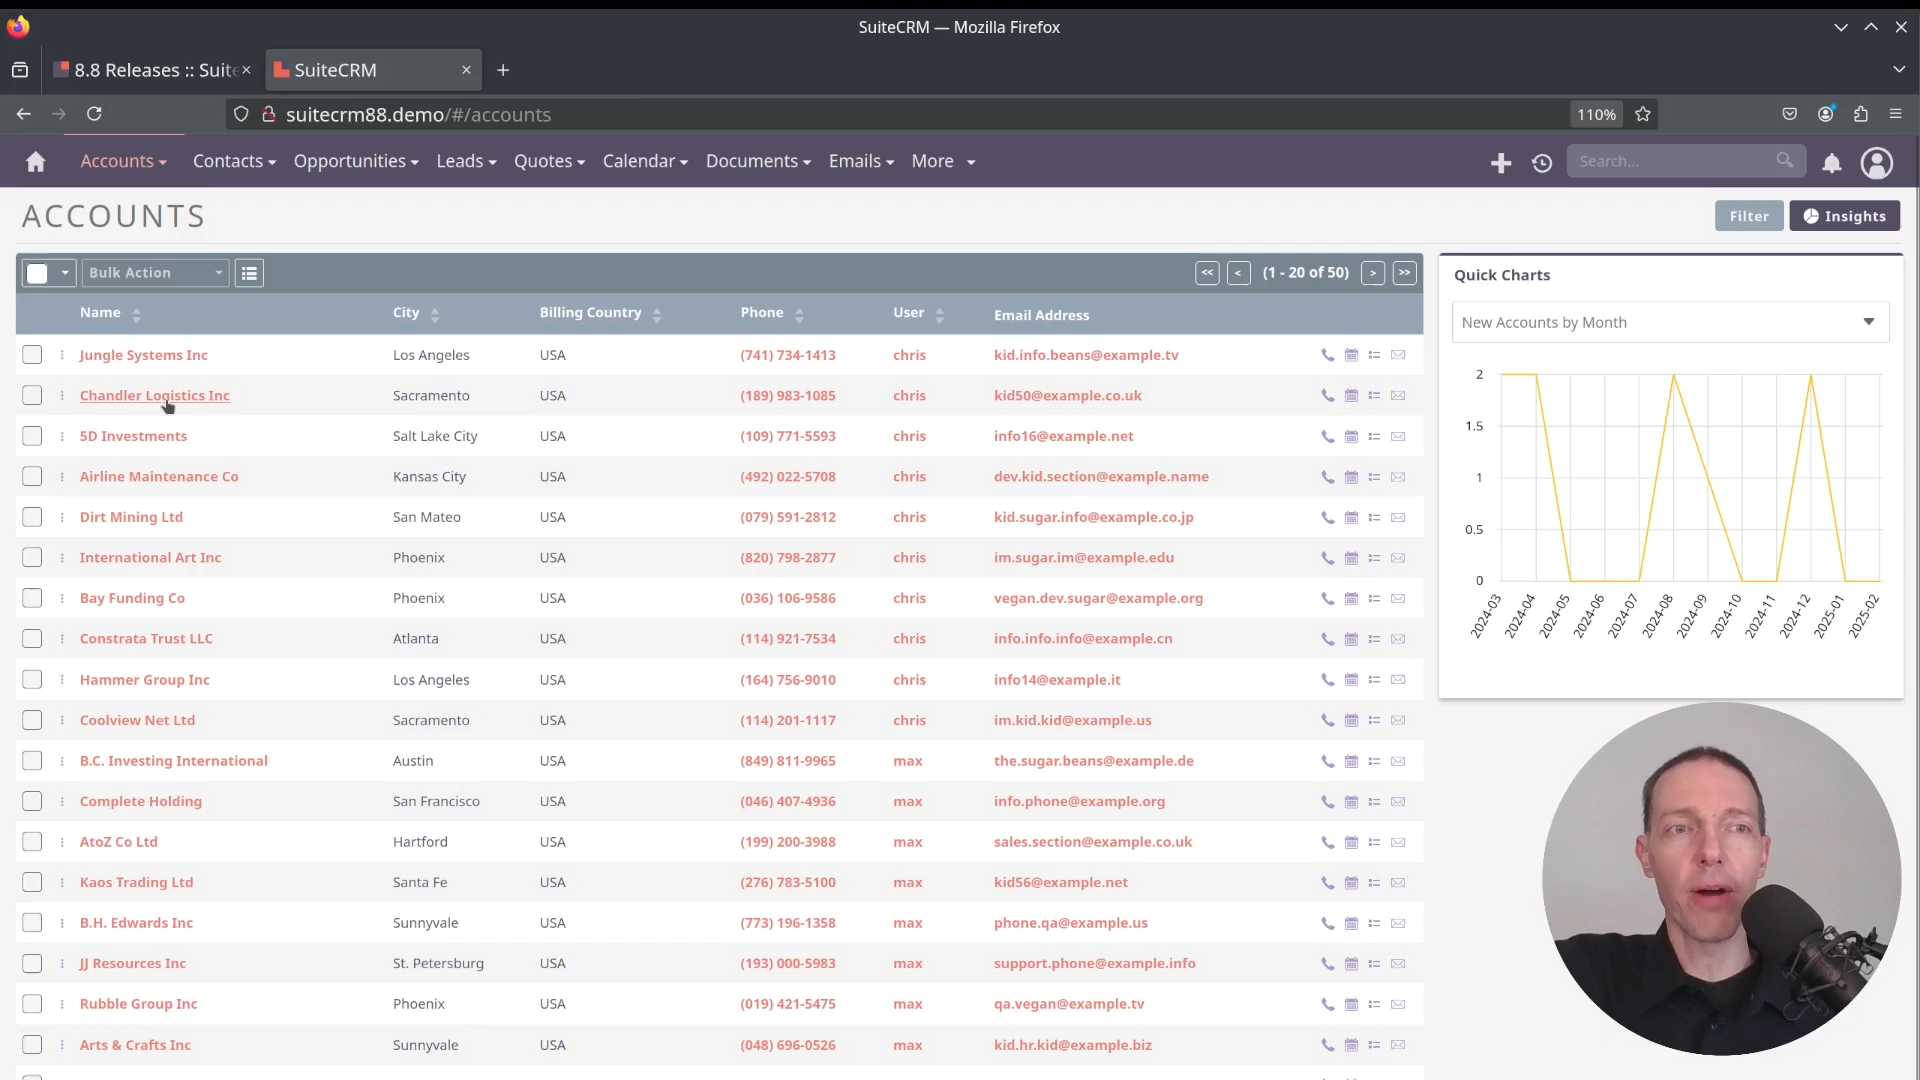 SuiteCRM — Mozilla Firefox
8.8 Releases :: Suite
SuiteCRM
suitecrm88.demo/#/accounts
110%
Accounts Contacts Opportunities Leads Quotes Calendar Documents Emails More
Search...
ACCOUNTS
Filter Insights
Bulk Action << < (1 - 20 of 50) > >>
Name City Billing Country Phone User Email Address
Jungle Systems Inc Los Angeles USA (741) 734-1413 chris kid.info.beans@example.tv
Chandler Logistics Inc Sacramento USA (189) 983-1085 chris kid50@example.co.uk
5D Investments Salt Lake City USA (109) 771-5593 chris info16@example.net
Airline Maintenance Co Kansas City USA (492) 022-5708 chris dev.kid.section@example.name
Dirt Mining Ltd San Mateo USA (079) 591-2812 chris kid.sugar.info@example.co.jp
International Art Inc Phoenix USA (820) 798-2877 chris im.sugar.im@example.edu
Bay Funding Co Phoenix USA (036) 106-9586 chris vegan.dev.sugar@example.org
Constrata Trust LLC Atlanta USA (114) 921-7534 chris info.info.info@example.cn
Hammer Group Inc Los Angeles USA (164) 756-9010 chris info14@example.it
Coolview Net Ltd Sacramento USA (114) 201-1117 chris im.kid.kid@example.us
B.C. Investing International Austin USA (849) 811-9965 max the.sugar.beans@example.de
Complete Holding San Francisco USA (046) 407-4936 max info.phone@example.org
AtoZ Co Ltd Hartford USA (199) 200-3988 max sales.section@example.co.uk
Kaos Trading Ltd Santa Fe USA (276) 783-5100 max kid56@example.net
B.H. Edwards Inc Sunnyvale USA (773) 196-1358 max phone.qa@example.us
JJ Resources Inc St. Petersburg USA (193) 000-5983 max support.phone@example.info
Rubble Group Inc Phoenix USA (019) 421-5475 max qa.vegan@example.tv
Arts & Crafts Inc Sunnyvale USA (048) 696-0526 max kid.hr.kid@example.biz
Quick Charts
New Accounts by Month
2
1.5
1
0.5
0
2024-03 2024-04 2024-05 2024-06 2024-07 2024-08 2024-09 2024-10 2024-11 2024-12 2025-01 2025-02